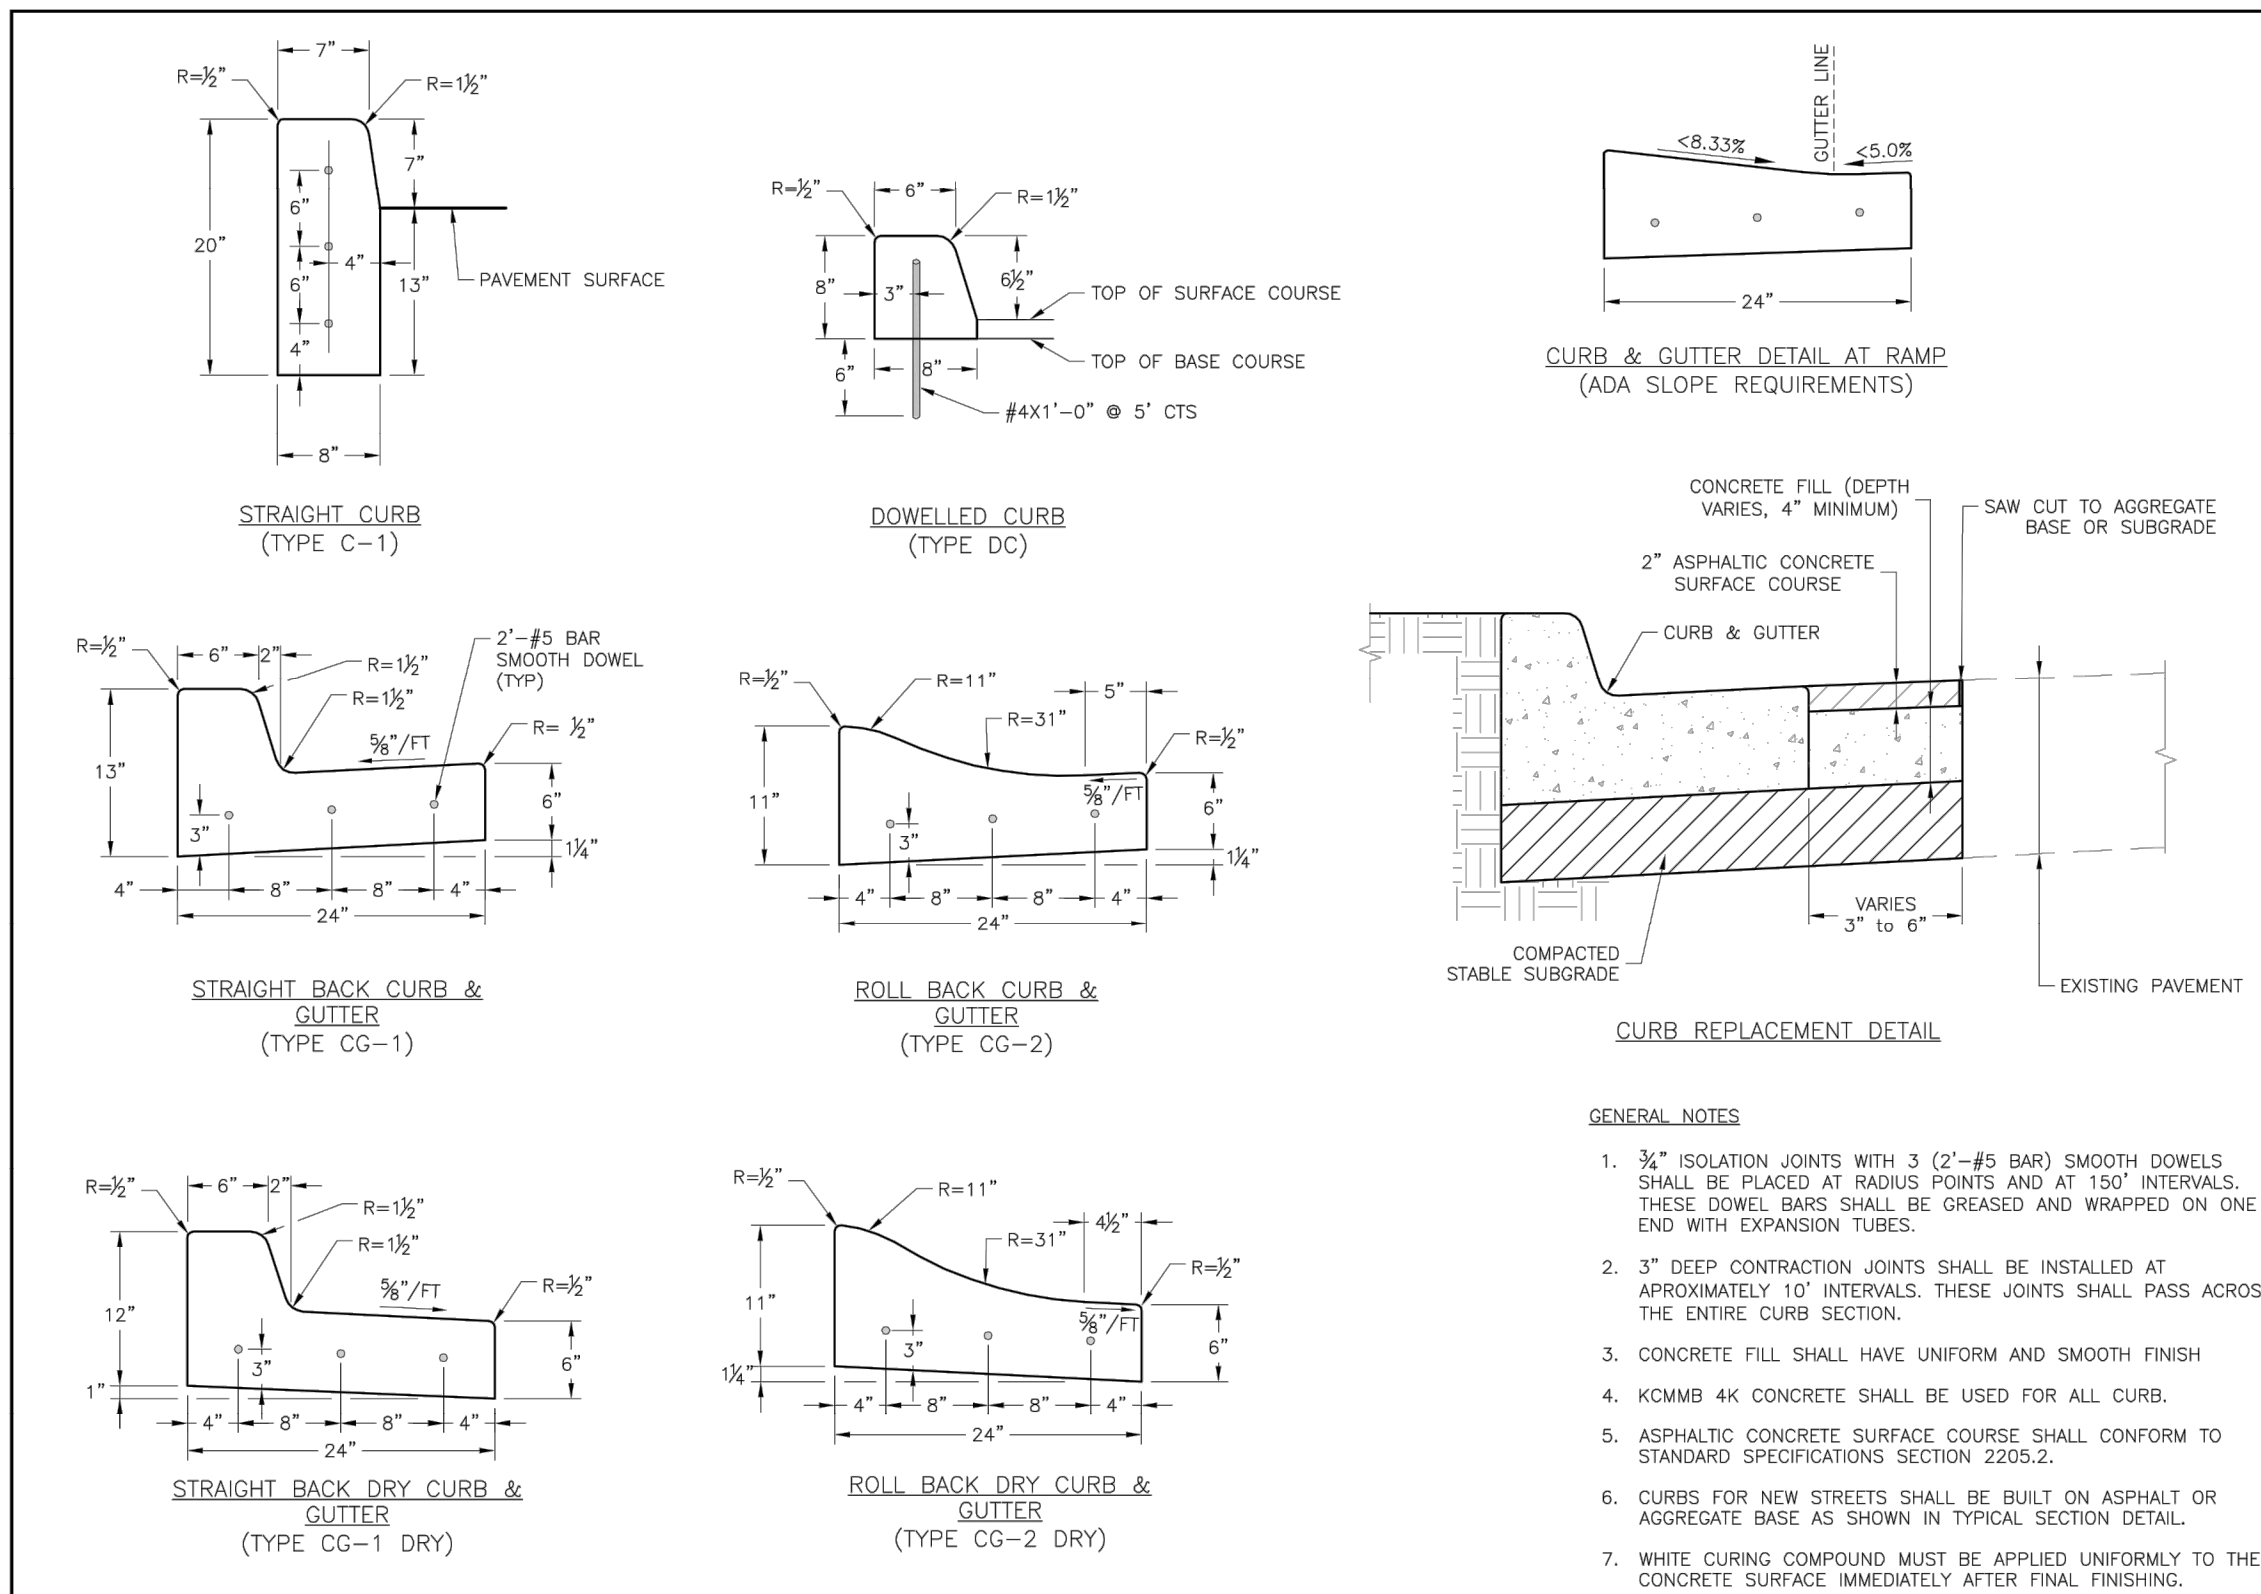 7”
R=½”
R=1½”
20”
7”
6”
6”
4”
4”
13”
PAVEMENT SURFACE
8”
STRAIGHT CURB
(TYPE C-1)
R=½”
6”
R=1½”
8”
3”
6½”
TOP OF SURFACE COURSE
TOP OF BASE COURSE
6”
8”
#4X1’-0” @ 5’ CTS
DOWELLED CURB
(TYPE DC)
GUTTER LINE
<8.33%
<5.0%
24”
CURB & GUTTER DETAIL AT RAMP
(ADA SLOPE REQUIREMENTS)
R=½”
6”
2”
R=1½”
R=1½”
2’-#5 BAR
SMOOTH DOWEL
(TYP)
R= ½”
⅝”/FT
13”
3”
6”
1¼”
4”
8”
8”
4”
24”
STRAIGHT BACK CURB &
GUTTER
(TYPE CG-1)
R=½”
R=11”
R=31”
5”
R=½”
⅝”/FT
11”
3”
6”
1¼”
4”
8”
8”
4”
24”
ROLL BACK CURB &
GUTTER
(TYPE CG-2)
CONCRETE FILL (DEPTH
VARIES, 4” MINIMUM)
SAW CUT TO AGGREGATE
BASE OR SUBGRADE
2” ASPHALTIC CONCRETE
SURFACE COURSE
CURB & GUTTER
VARIES
3” to 6”
COMPACTED
STABLE SUBGRADE
EXISTING PAVEMENT
CURB REPLACEMENT DETAIL
R=½”
6”
2”
R=1½”
R=1½”
⅝”/FT
R=½”
12”
3”
6”
1”
4”
8”
8”
4”
24”
STRAIGHT BACK DRY CURB &
GUTTER
(TYPE CG-1 DRY)
R=½”
R=11”
R=31”
4½”
R=½”
⅝”/FT
11”
3”
6”
1¼”
4”
8”
8”
4”
24”
ROLL BACK DRY CURB &
GUTTER
(TYPE CG-2 DRY)
GENERAL NOTES
1. ¾” ISOLATION JOINTS WITH 3 (2’-#5 BAR) SMOOTH DOWELS
SHALL BE PLACED AT RADIUS POINTS AND AT 150’ INTERVALS.
THESE DOWEL BARS SHALL BE GREASED AND WRAPPED ON ONE
END WITH EXPANSION TUBES.
2. 3” DEEP CONTRACTION JOINTS SHALL BE INSTALLED AT
APROXIMATELY 10’ INTERVALS. THESE JOINTS SHALL PASS ACROS
THE ENTIRE CURB SECTION.
3. CONCRETE FILL SHALL HAVE UNIFORM AND SMOOTH FINISH
4. KCMMB 4K CONCRETE SHALL BE USED FOR ALL CURB.
5. ASPHALTIC CONCRETE SURFACE COURSE SHALL CONFORM TO
STANDARD SPECIFICATIONS SECTION 2205.2.
6. CURBS FOR NEW STREETS SHALL BE BUILT ON ASPHALT OR
AGGREGATE BASE AS SHOWN IN TYPICAL SECTION DETAIL.
7. WHITE CURING COMPOUND MUST BE APPLIED UNIFORMLY TO THE
CONCRETE SURFACE IMMEDIATELY AFTER FINAL FINISHING.